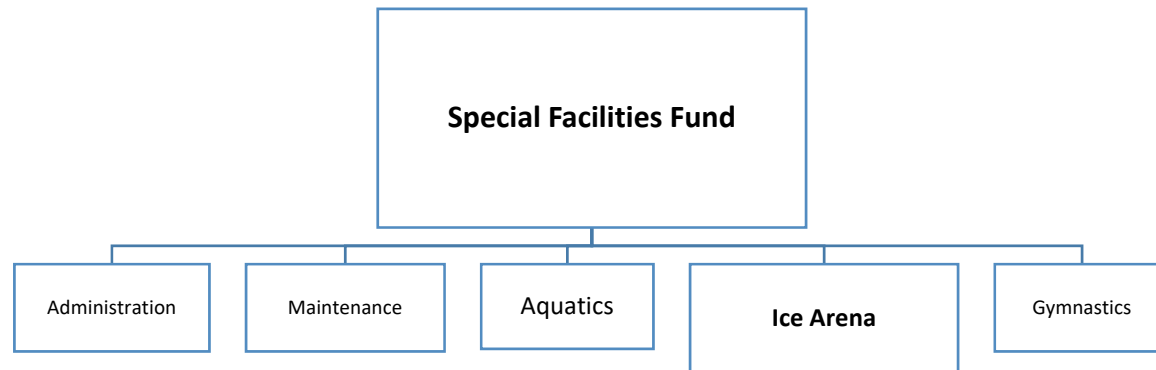 Special Facilities Fund
Administration
Maintenance
Aquatics
Ice Arena
Gymnastics